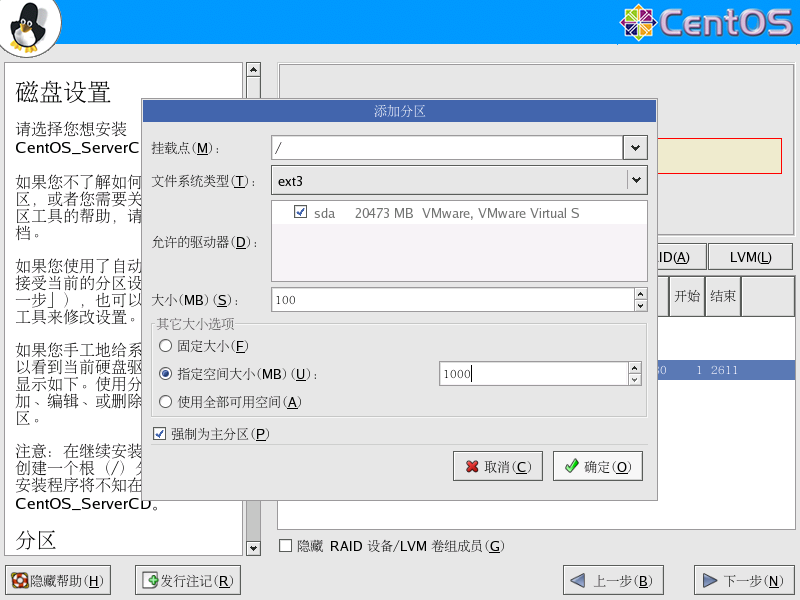 CentOS
磁盘设置
请选择您想安装
CentOS_ServerC
如果您不了解如何
区，或者您需要关
区工具的帮助，请
档。
如果您使用了自动
接受当前的分区设
一步」），也可以
工具来修改设置。
如果您手工地给系
以看到当前硬盘驱
显示如下。使用分
加、编辑、或删除
区。
注意：在继续安装
创建一个根（/）分
安装程序将不知在
CentOS_ServerCD。
分区
添加分区
挂载点(M)：
/
文件系统类型(T)：
ext3
允许的驱动器(D)：
sda 20473 MB VMware, VMware Virtual S
大小(MB)(S)：
100
其它大小选项
固定大小(F)
指定空间大小(MB)(U)：
1000
使用全部可用空间(A)
强制为主分区(P)
取消(C)
确定(O)
ID(A)
LVM(L)
开始
结束
1 2611
隐藏 RAID 设备/LVM 卷组成员(G)
隐藏帮助(H)
发行注记(R)
上一步(B)
下一步(N)